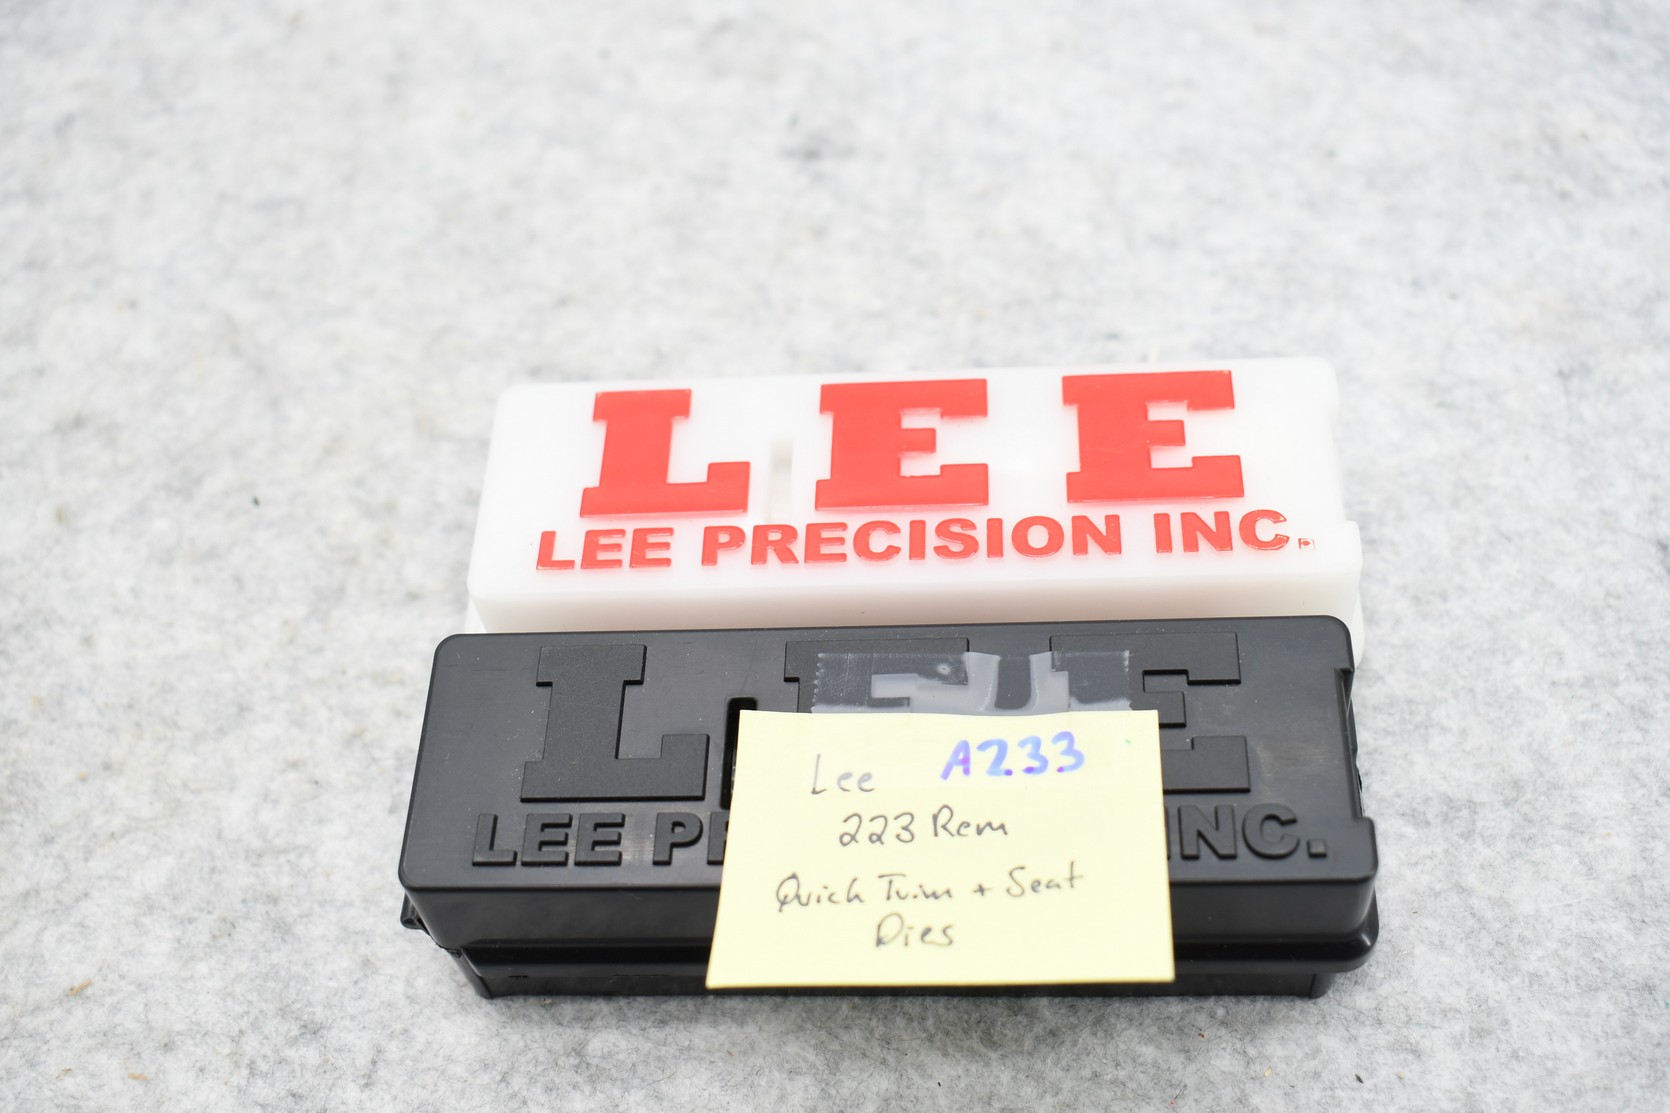 LEE
LEE PRECISION INC.
LEE
LEE PR INC.
Lee A233
223 Rem
Quick Trim + Seat
Dies